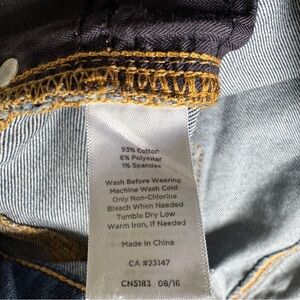 93% Cotton
6% Polyester
1% Spandex
Wash Before Wearing
Machine Wash Cold
Only Non-Chlorine
Bleach When Needed
Tumble Dry Low
Warm Iron, If Needed
Made in China
CA #23147
CN5183 08/16